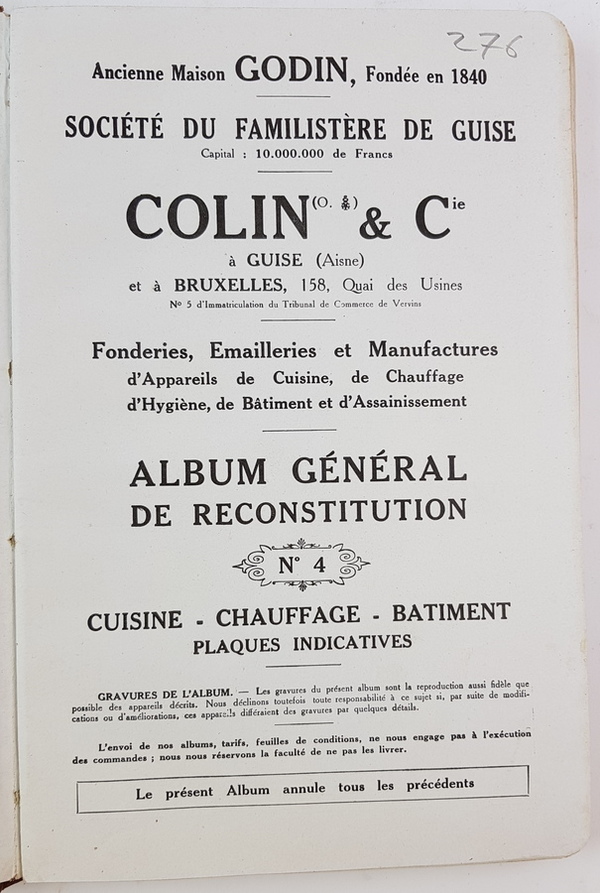 276
Ancienne Maison GODIN, Fondée en 1840
SOCIÉTÉ DU FAMILISTÈRE DE GUISE
Capital : 10.000.000 de Francs
COLIN (O. ) & Cie
à GUISE (Aisne)
et à BRUXELLES, 158, Quai des Usines
No 5 d'Immatriculation du Tribunal de Commerce de Vervins
Fonderies, Emailleries et Manufactures
d'Appareils de Cuisine, de Chauffage
d'Hygiène, de Bâtiment et d'Assainissement
ALBUM GÉNÉRAL
DE RECONSTITUTION
N° 4
CUISINE - CHAUFFAGE - BATIMENT
PLAQUES INDICATIVES
GRAVURES DE L'ALBUM. — Les gravures du présent album sont la reproduction aussi fidèle que
possible des appareils décrits. Nous déclinons toutefois toute responsabilité à ce sujet si, par suite de modifi-
cations ou d'améliorations, ces appareils différaient des gravures par quelques détails.
L'envoi de nos albums, tarifs, feuilles de conditions, ne nous engage pas à l'exécution
des commandes ; nous nous réservons la faculté de ne pas les livrer.
Le présent Album annule tous les précédents